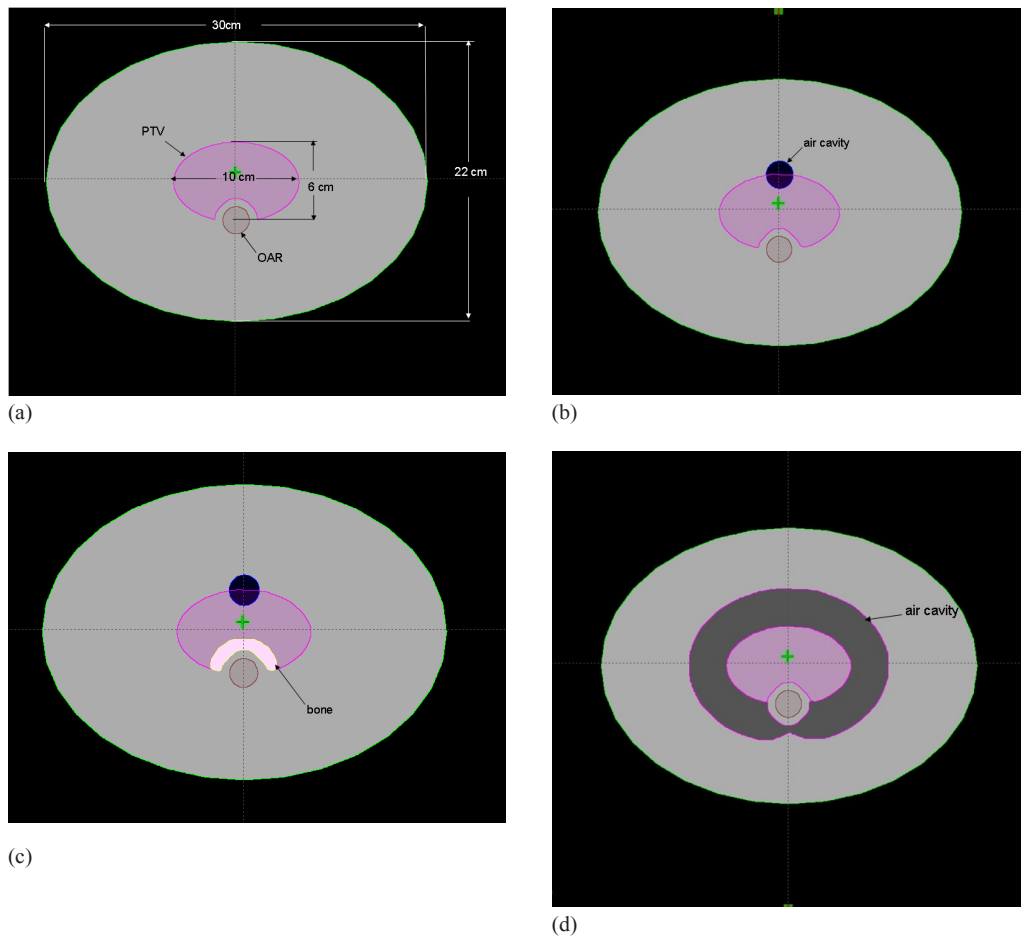 30cm
PTV
10 cm
6 cm
22 cm
OAR
(a)
air cavity
(b)
bone
(c)
air cavity
(d)